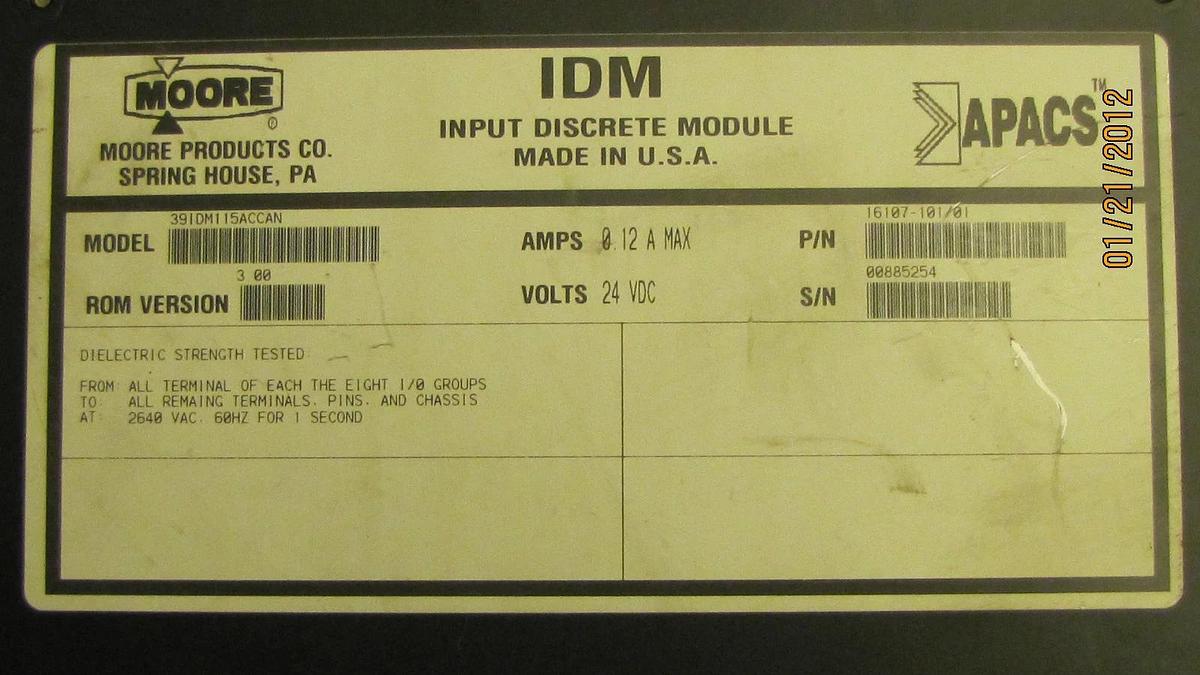 MOORE
®
MOORE PRODUCTS CO.
SPRING HOUSE, PA
IDM
INPUT DISCRETE MODULE
MADE IN U.S.A.
APACS™
01/21/2012
39IDM115ACCAN
MODEL
3 00
ROM VERSION
AMPS 0 12 A MAX
VOLTS 24 VDC
16107-101/01
P/N
00885254
S/N
DIELECTRIC STRENGTH TESTED:
FROM: ALL TERMINAL OF EACH THE EIGHT I/O GROUPS
TO: ALL REMAING TERMINALS. PINS. AND CHASSIS
AT: 2640 VAC. 60HZ FOR 1 SECOND